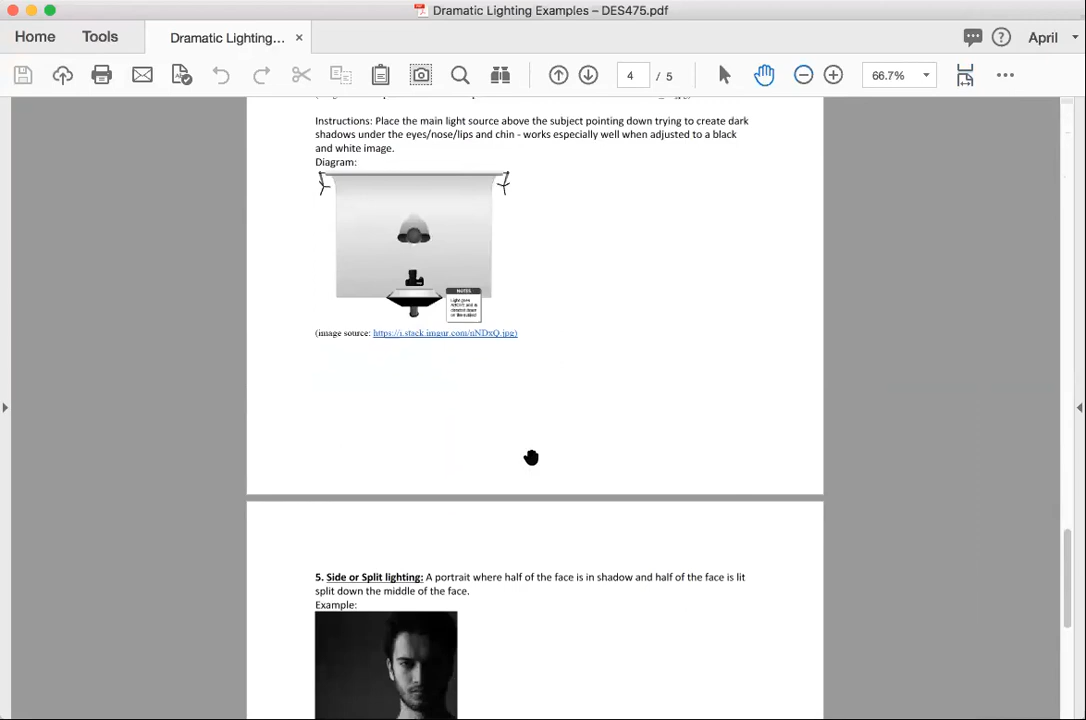 Dramatic Lighting Examples – DES475.pdf
Home Tools Dramatic Lighting... × April
4 / 5 66.7%
Instructions: Place the main light source above the subject pointing down trying to create dark
shadows under the eyes/nose/lips and chin - works especially well when adjusted to a black
and white image.
Diagram:
NOTES
(image source: https://i.stack.imgur.com/nNDxQ.jpg)
5. Side or Split lighting: A portrait where half of the face is in shadow and half of the face is lit
split down the middle of the face.
Example: